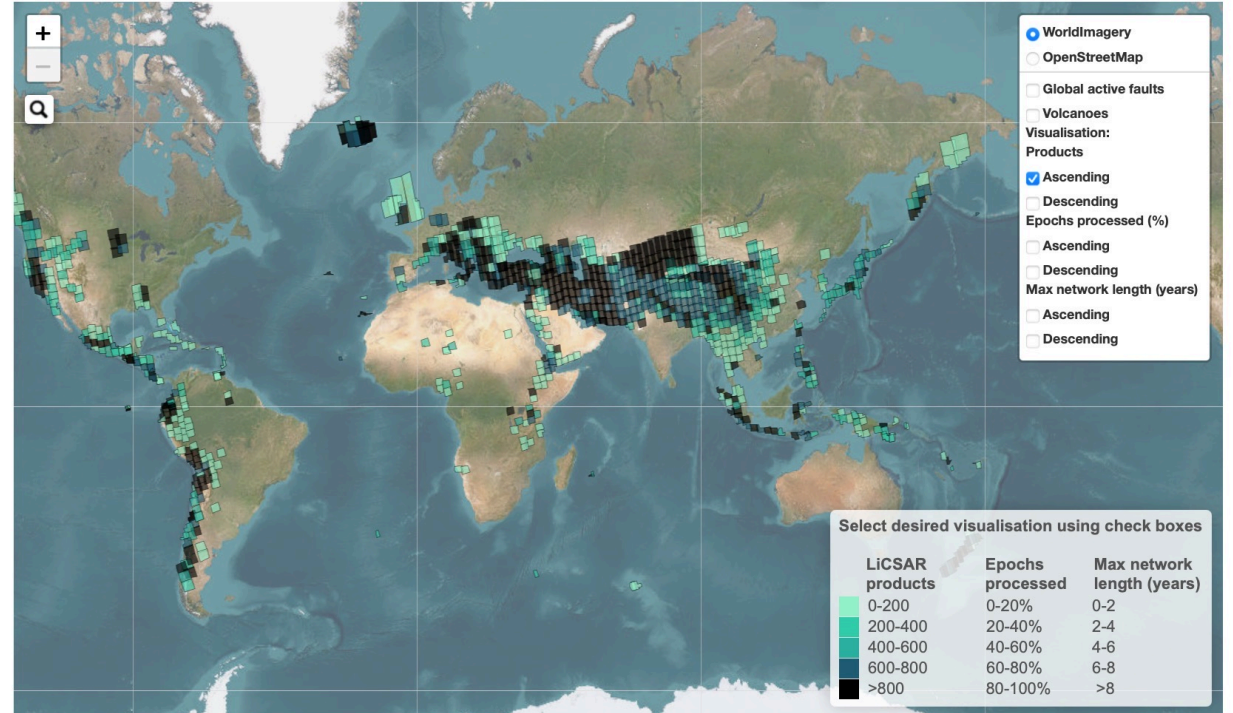 +
−
WorldImagery
OpenStreetMap
Global active faults
Volcanoes
Visualisation:
Products
Ascending
Descending
Epochs processed (%)
Ascending
Descending
Max network length (years)
Ascending
Descending
Select desired visualisation using check boxes
LiCSAR products Epochs processed Max network length (years)
0-200 0-20% 0-2
200-400 20-40% 2-4
400-600 40-60% 4-6
600-800 60-80% 6-8
>800 80-100% >8